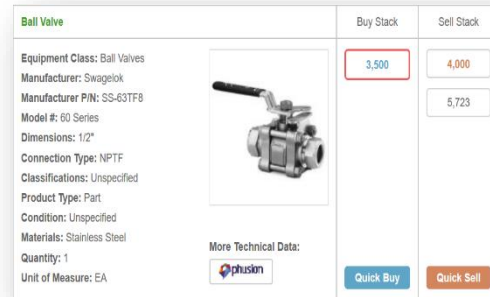 Ball Valve
Buy Stack
Sell Stack
Equipment Class: Ball Valves
Manufacturer: Swagelok
Manufacturer P/N: SS-63TF8
Model #: 60 Series
Dimensions: 1/2"
Connection Type: NPTF
Classifications: Unspecified
Product Type: Part
Condition: Unspecified
Materials: Stainless Steel
Quantity: 1
Unit of Measure: EA
More Technical Data:
phusion
3,500
Quick Buy
4,000
5,723
Quick Sell